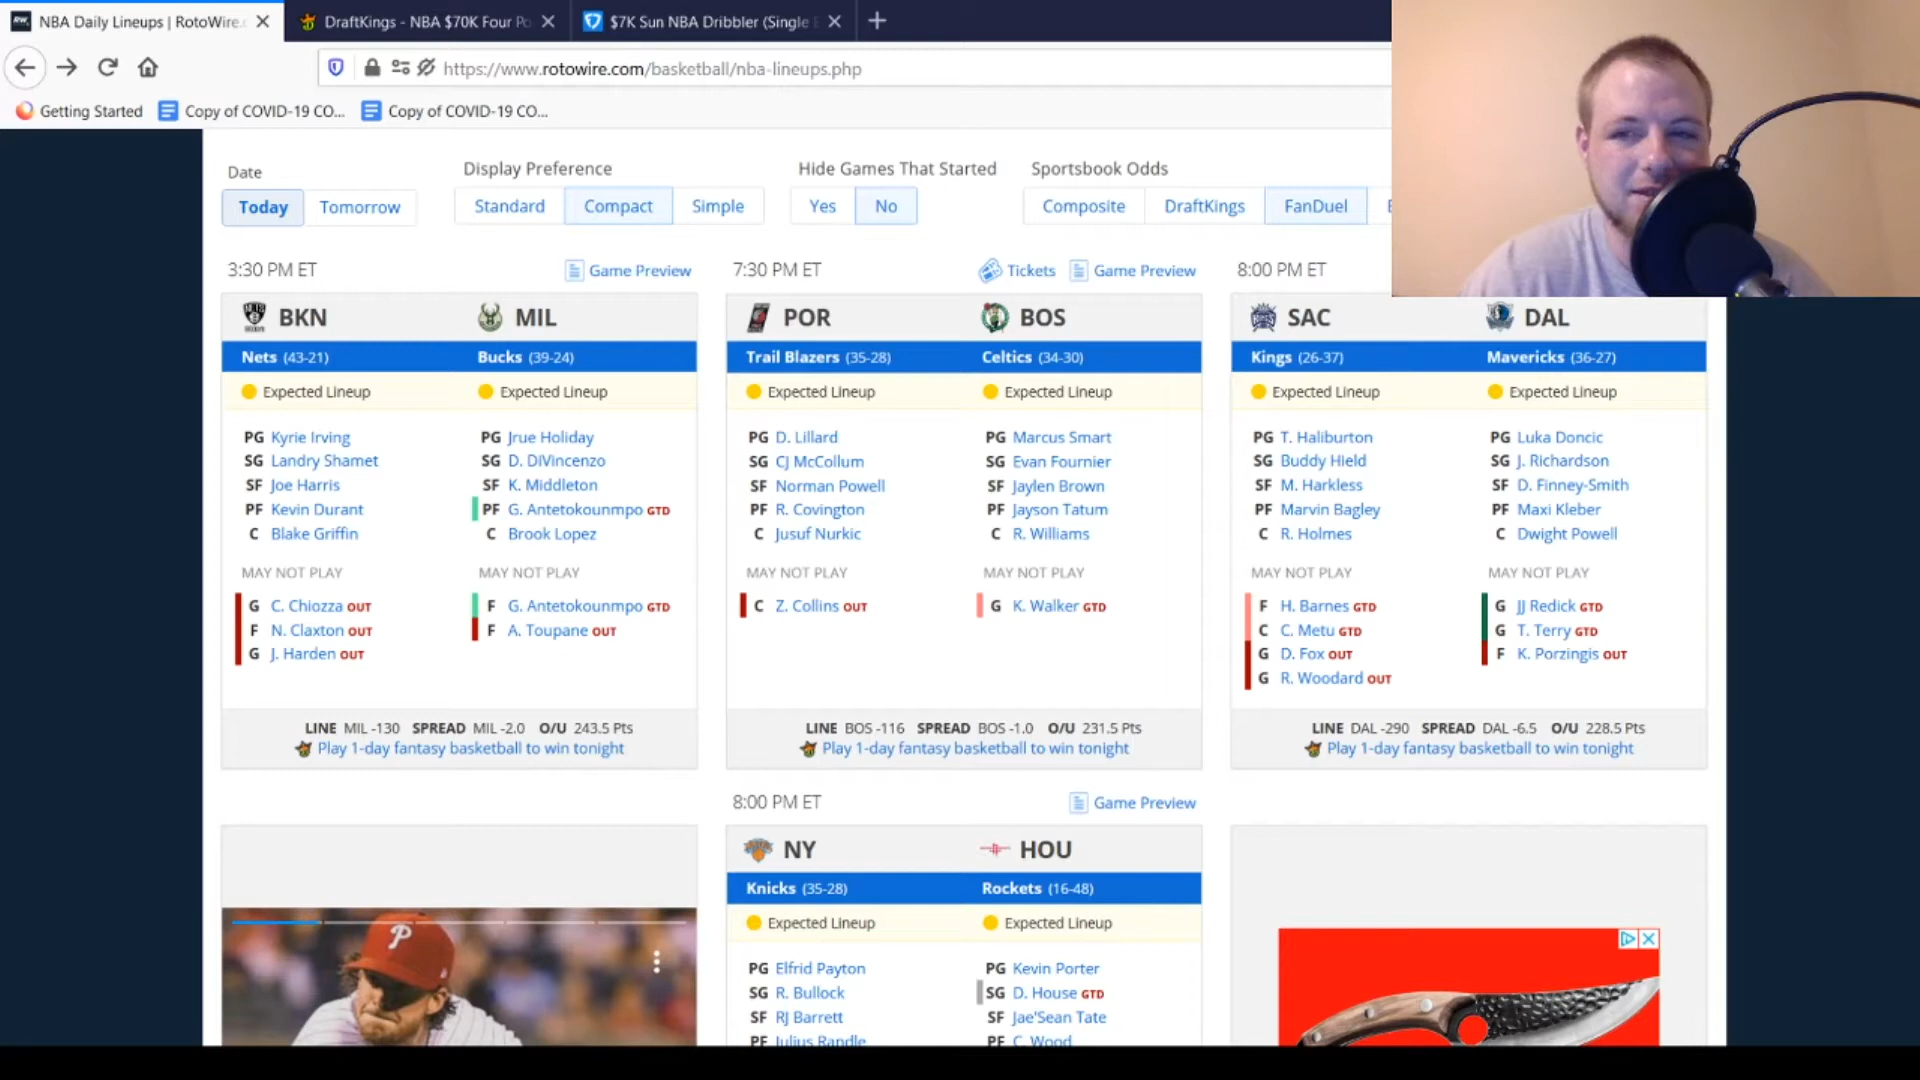 NBA Daily Lineups | RotoWire.
DraftKings - NBA $70K Four Po
$7K Sun NBA Dribbler (Single E
https://www.rotowire.com/basketball/nba-lineups.php
Getting Started
Copy of COVID-19 CO...
Copy of COVID-19 CO...
Date
Today
Tomorrow
Display Preference
Standard
Compact
Simple
Hide Games That Started
Yes
No
Sportsbook Odds
Composite
DraftKings
FanDuel
3:30 PM ET
Game Preview
BKN
MIL
Nets (43-21)
Bucks (39-24)
Expected Lineup
Expected Lineup
PG Kyrie Irving
SG Landry Shamet
SF Joe Harris
PF Kevin Durant
C Blake Griffin
PG Jrue Holiday
SG D. DiVincenzo
SF K. Middleton
PF G. Antetokounmpo GTD
C Brook Lopez
MAY NOT PLAY
G C. Chiozza OUT
F N. Claxton OUT
G J. Harden OUT
MAY NOT PLAY
F G. Antetokounmpo GTD
F A. Toupane OUT
LINE MIL -130 SPREAD MIL -2.0 O/U 243.5 Pts
Play 1-day fantasy basketball to win tonight
7:30 PM ET
Tickets
Game Preview
POR
BOS
Trail Blazers (35-28)
Celtics (34-30)
Expected Lineup
Expected Lineup
PG D. Lillard
SG CJ McCollum
SF Norman Powell
PF R. Covington
C Jusuf Nurkic
PG Marcus Smart
SG Evan Fournier
SF Jaylen Brown
PF Jayson Tatum
C R. Williams
MAY NOT PLAY
C Z. Collins OUT
MAY NOT PLAY
G K. Walker GTD
LINE BOS -116 SPREAD BOS -1.0 O/U 231.5 Pts
Play 1-day fantasy basketball to win tonight
8:00 PM ET
SAC
DAL
Kings (26-37)
Mavericks (36-27)
Expected Lineup
Expected Lineup
PG T. Haliburton
SG Buddy Hield
SF M. Harkless
PF Marvin Bagley
C R. Holmes
PG Luka Doncic
SG J. Richardson
SF D. Finney-Smith
PF Maxi Kleber
C Dwight Powell
MAY NOT PLAY
F H. Barnes GTD
C C. Metu GTD
G D. Fox OUT
G R. Woodard OUT
MAY NOT PLAY
G JJ Redick GTD
G T. Terry GTD
F K. Porzingis OUT
LINE DAL -290 SPREAD DAL -6.5 O/U 228.5 Pts
Play 1-day fantasy basketball to win tonight
8:00 PM ET
Game Preview
NY
HOU
Knicks (35-28)
Rockets (16-48)
Expected Lineup
Expected Lineup
PG Elfrid Payton
SG R. Bullock
SF RJ Barrett
PF Julius Randle
PG Kevin Porter
SG D. House GTD
SF Jae'Sean Tate
PF C. Wood
P